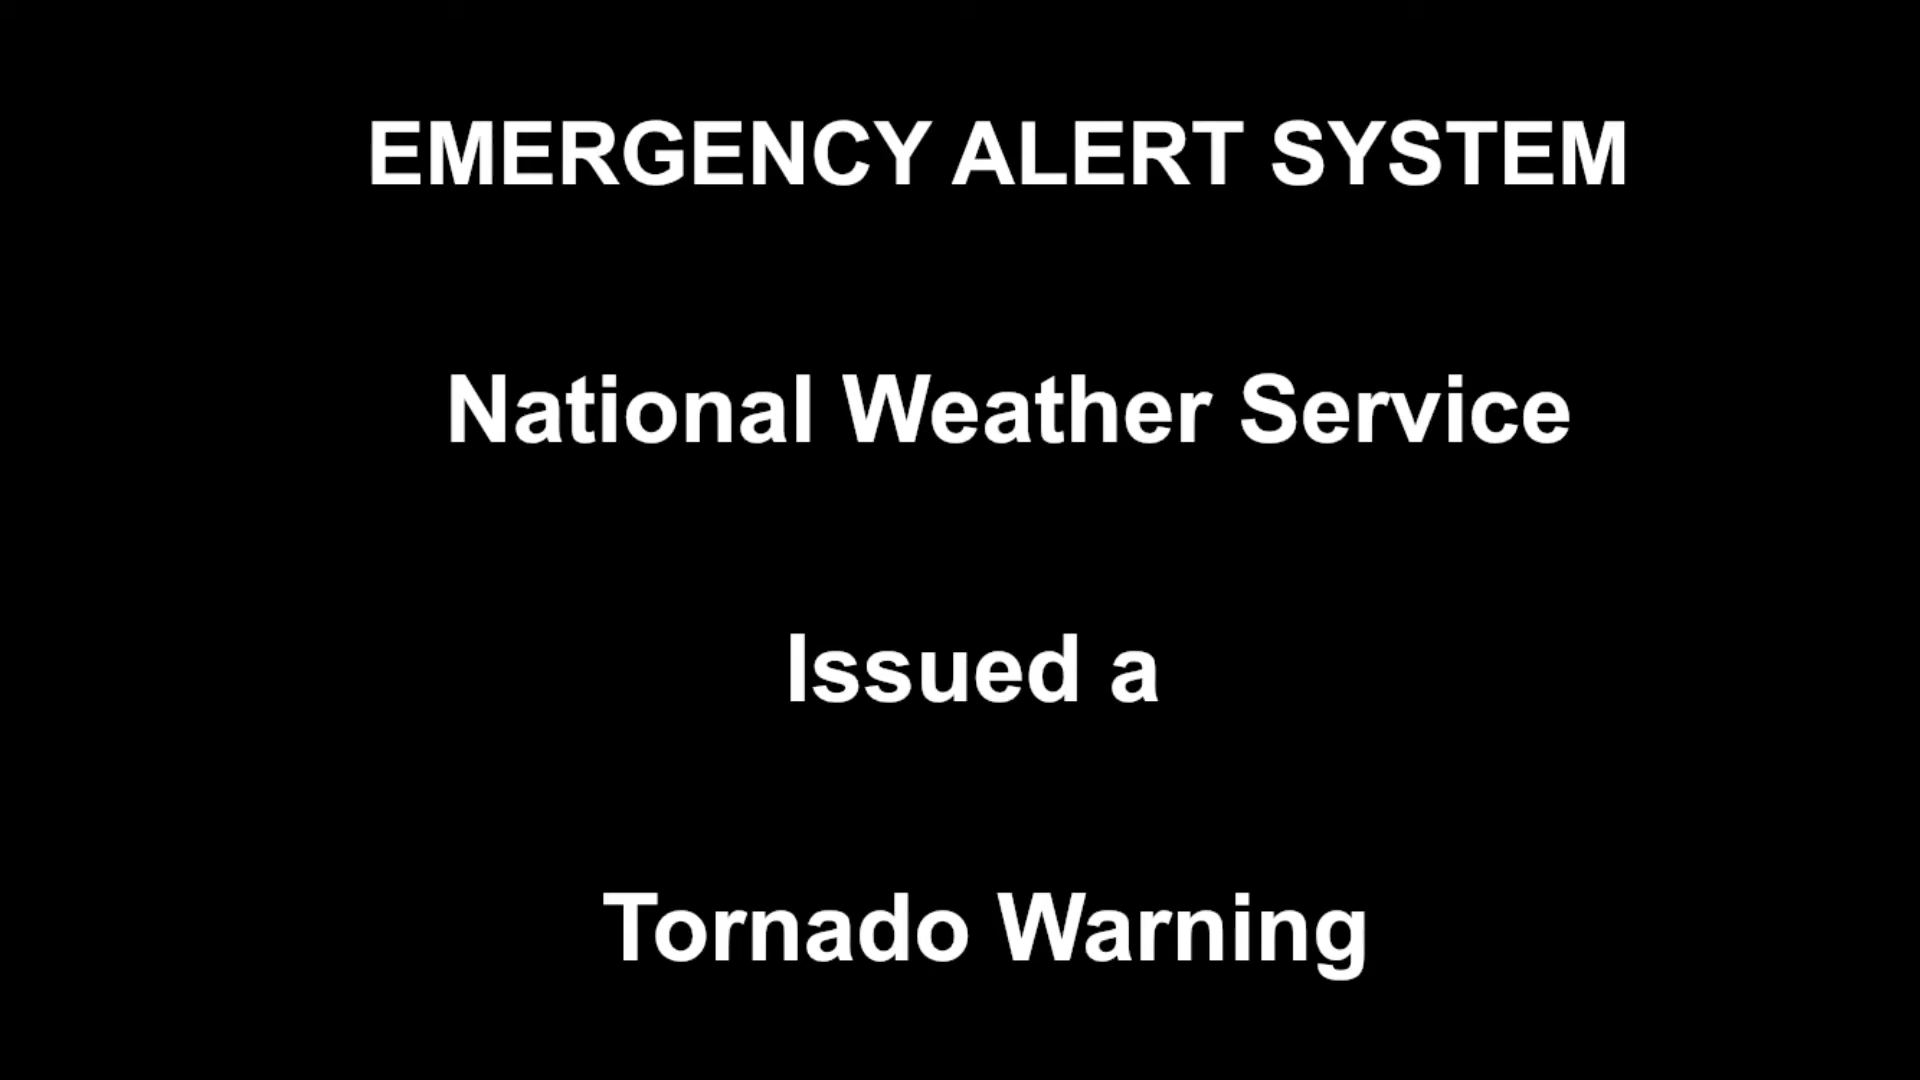 EMERGENCY ALERT SYSTEM
National Weather Service
Issued a
Tornado Warning